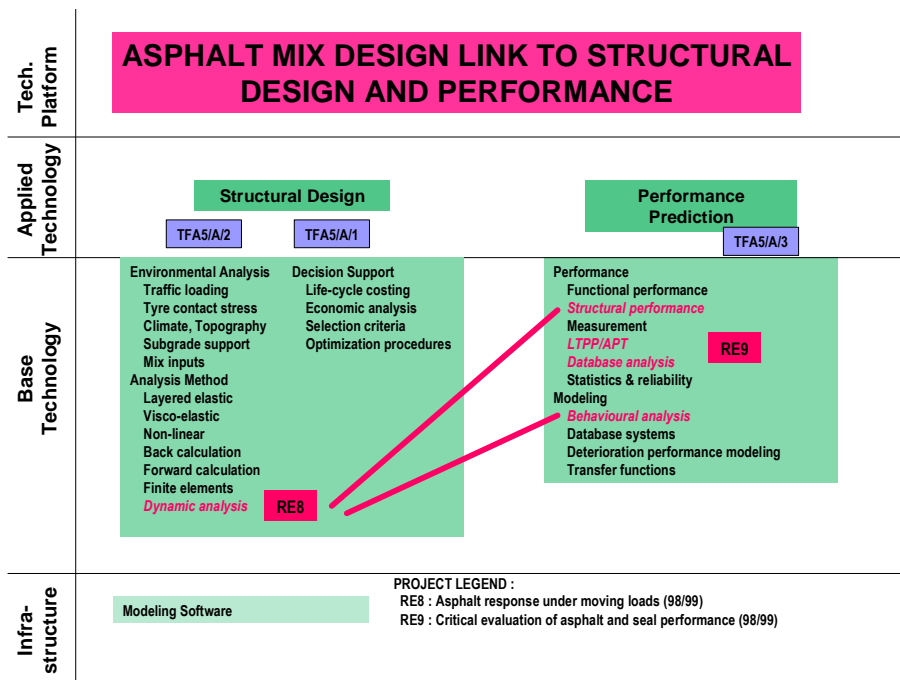 Tech.
Platform
ASPHALT MIX DESIGN LINK TO STRUCTURAL
DESIGN AND PERFORMANCE
Applied
Technology
Structural Design
TFA5/A/2
TFA5/A/1
Performance
Prediction
TFA5/A/3
Base
Technology
Environmental Analysis
Traffic loading
Tyre contact stress
Climate, Topography
Subgrade support
Mix inputs
Analysis Method
Layered elastic
Visco-elastic
Non-linear
Back calculation
Forward calculation
Finite elements
Dynamic analysis
RE8
Decision Support
Life-cycle costing
Economic analysis
Selection criteria
Optimization procedures
Performance
Functional performance
Structural performance
Measurement
LTPP/APT
Database analysis
RE9
Statistics & reliability
Modeling
Behavioural analysis
Database systems
Deterioration performance modeling
Transfer functions
Infra-
structure
Modeling Software
PROJECT LEGEND :
RE8 : Asphalt response under moving loads (98/99)
RE9 : Critical evaluation of asphalt and seal performance (98/99)